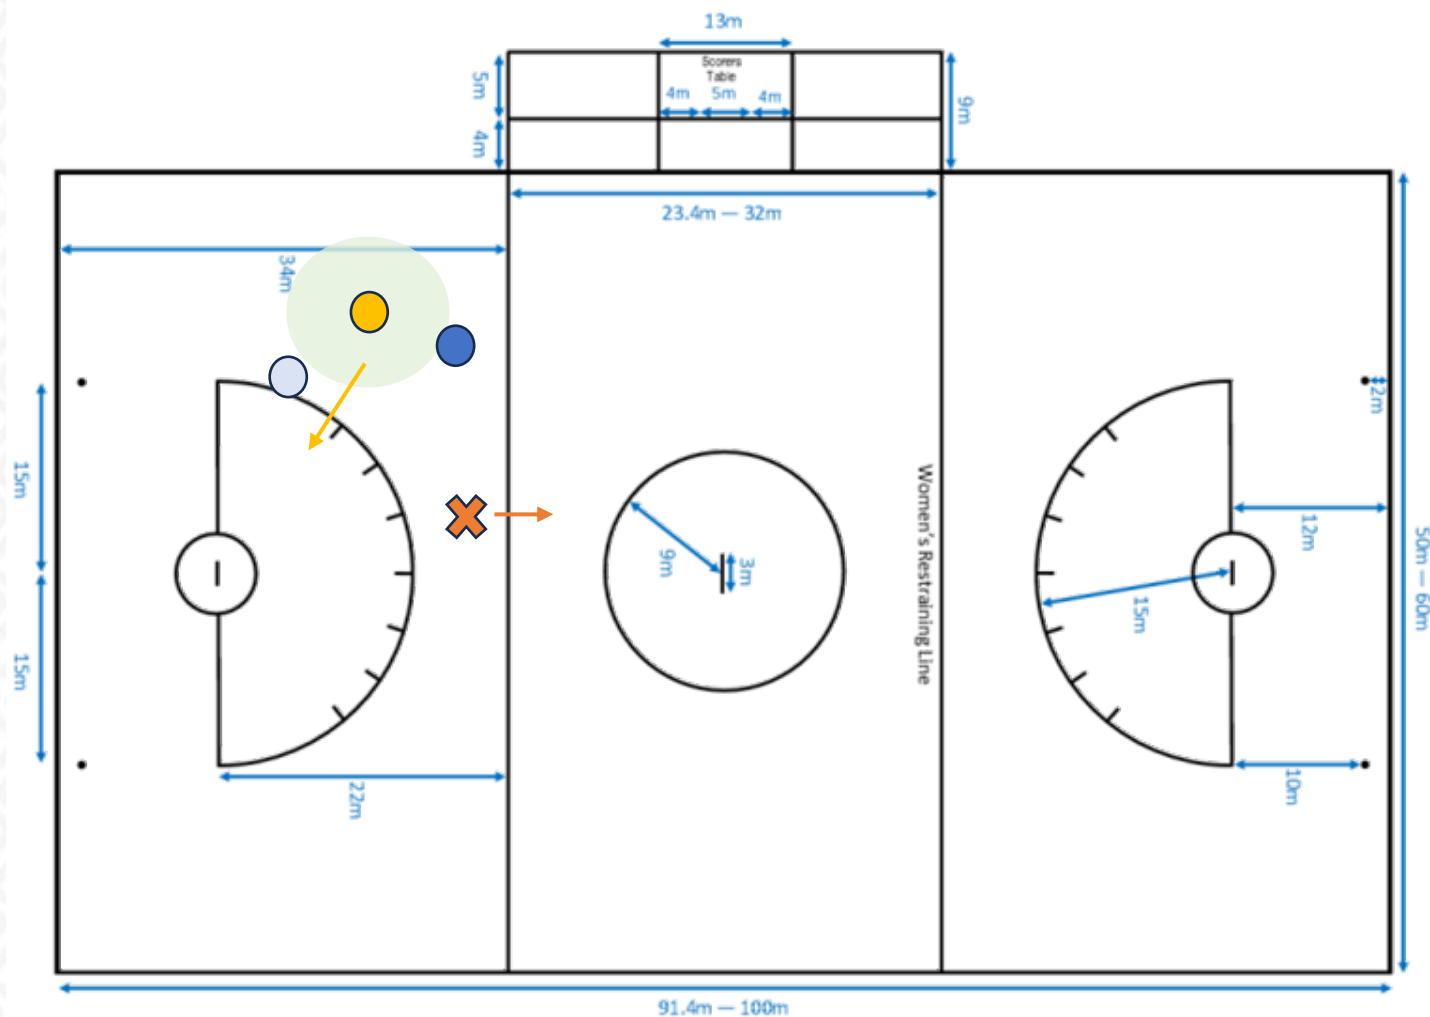 13m
Scorers
Table
4m
5m
4m
5m
4m
9m
23.4m — 32m
34m
2m
15m
15m
12m
50m — 60m
Women's Restraining Line
9m
3m
15m
22m
10m
91.4m — 100m